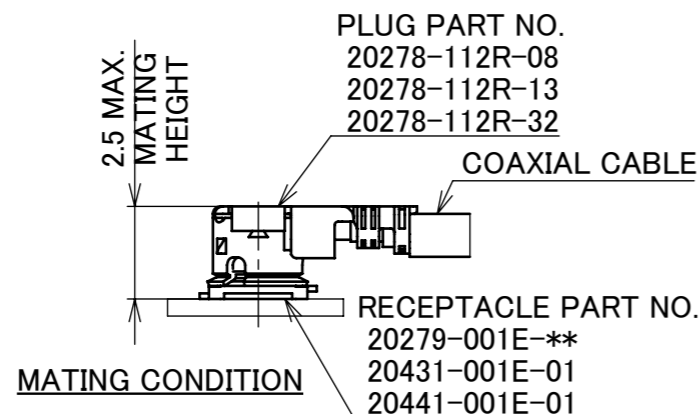 PLUG PART NO.
20278-112R-08
20278-112R-13
20278-112R-32
2.5 MAX.
MATING
HEIGHT
COAXIAL CABLE
RECEPTACLE PART NO.
20279-001E-**
20431-001E-01
20441-001E-01
MATING CONDITION